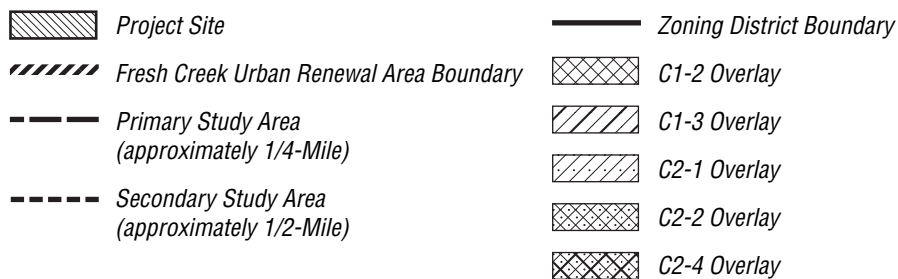 Project Site
Fresh Creek Urban Renewal Area Boundary
Primary Study Area
(approximately 1/4-Mile)
Secondary Study Area
(approximately 1/2-Mile)
Zoning District Boundary
C1-2 Overlay
C1-3 Overlay
C2-1 Overlay
C2-2 Overlay
C2-4 Overlay